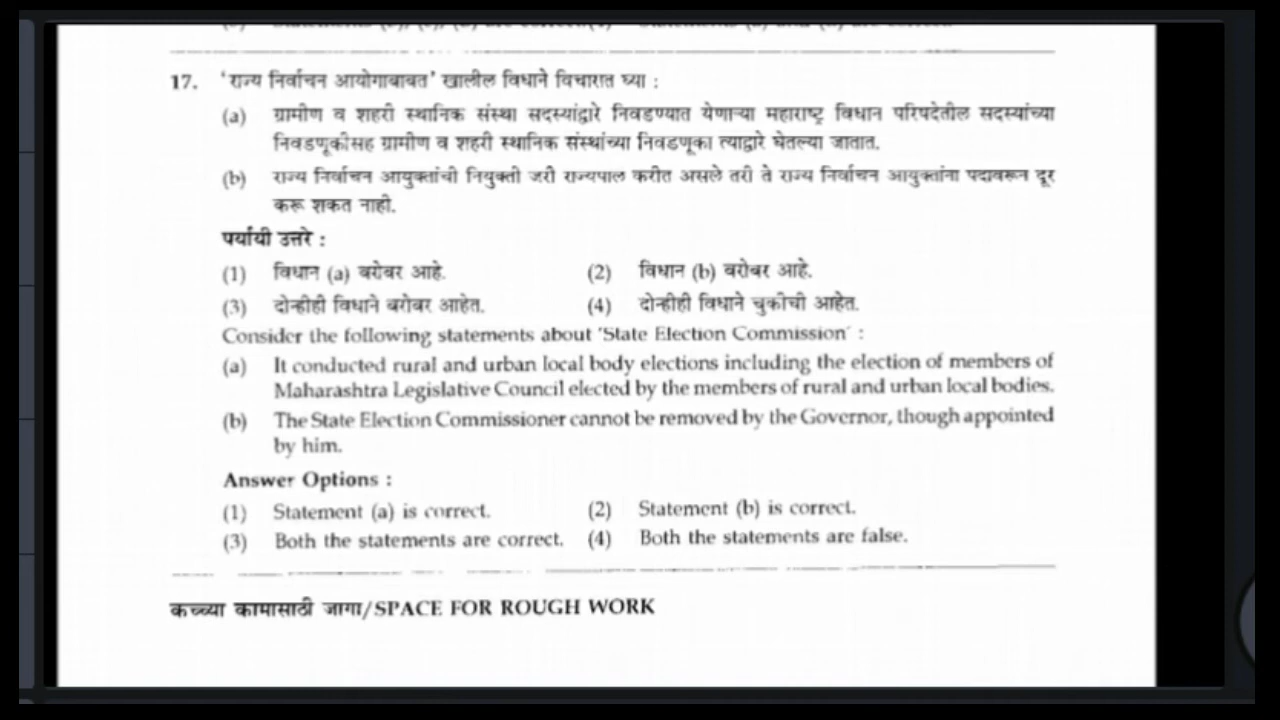 17. 'राज्य निर्वाचन आयोगाबाबत' खालील विधाने विचारात घ्या :
(a) ग्रामीण व शहरी स्थानिक संस्था सदस्यांद्वारे निवडण्यात येणाऱ्या महाराष्ट्र विधान परिषदेतील सदस्यांच्या
निवडणूकीसह ग्रामीण व शहरी स्थानिक संस्थांच्या निवडणूका त्याद्वारे घेतल्या जातात.
(b) राज्य निर्वाचन आयुक्तांची नियुक्ती जरी राज्यपाल करीत असले तरी ते राज्य निर्वाचन आयुक्तांना पदावरून दूर
करू शकत नाही.
पर्यायी उत्तरे :
(1) विधान (a) बरोबर आहे. (2) विधान (b) बरोबर आहे.
(3) दोन्हीही विधाने बरोबर आहेत. (4) दोन्हीही विधाने चुकीची आहेत.
Consider the following statements about 'State Election Commission' :
(a) It conducted rural and urban local body elections including the election of members of
Maharashtra Legislative Council elected by the members of rural and urban local bodies.
(b) The State Election Commissioner cannot be removed by the Governor, though appointed
by him.
Answer Options :
(1) Statement (a) is correct. (2) Statement (b) is correct.
(3) Both the statements are correct. (4) Both the statements are false.
कच्च्या कामासाठी जागा/SPACE FOR ROUGH WORK